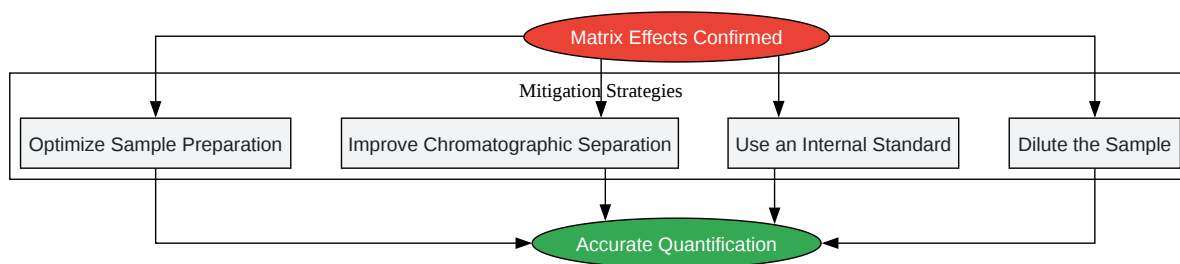 Matrix Effects Confirmed
Mitigation Strategies
Optimize Sample Preparation
Improve Chromatographic Separation
Use an Internal Standard
Dilute the Sample
Accurate Quantification